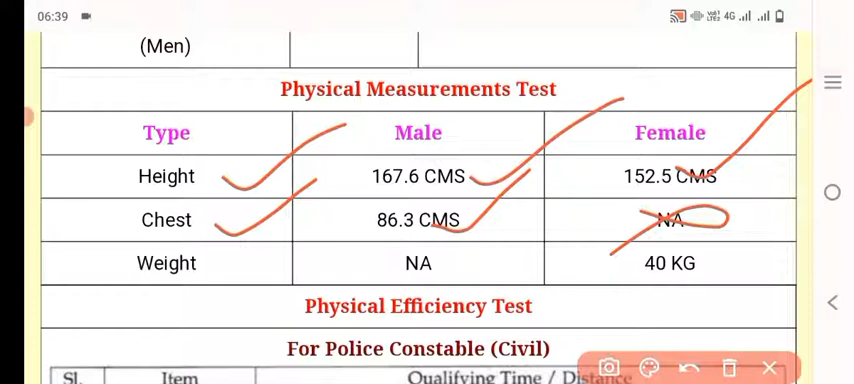 06:39
4G
(Men)
Physical Measurements Test
Type Male Female
Height 167.6 CMS 152.5 CMS
Chest 86.3 CMS NA
Weight NA 40 KG
Physical Efficiency Test
For Police Constable (Civil)
Sl. Item Qualifying Time / Distance